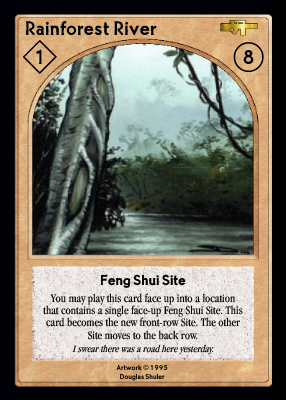 Rainforest River
1
8
Feng Shui Site
You may play this card face up into a location
that contains a single face-up Feng Shui Site. This
card becomes the new front-row Site. The other
Site moves to the back row.
I swear there was a road here yesterday.
Artwork © 1995
Douglas Shuler